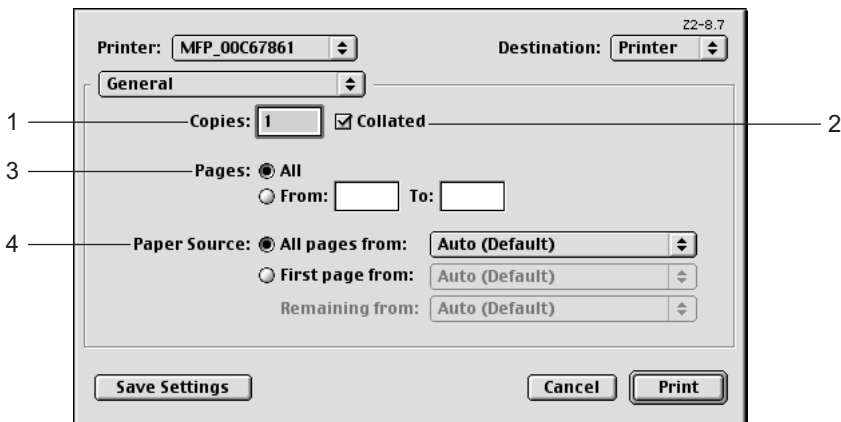 Z2-8.7
Printer: MFP_00C67861 Destination: Printer
General
1 Copies: 1 Collated 2
3 Pages: All
From: To:
4 Paper Source: All pages from: Auto (Default)
First page from: Auto (Default)
Remaining from: Auto (Default)
Save Settings Cancel Print